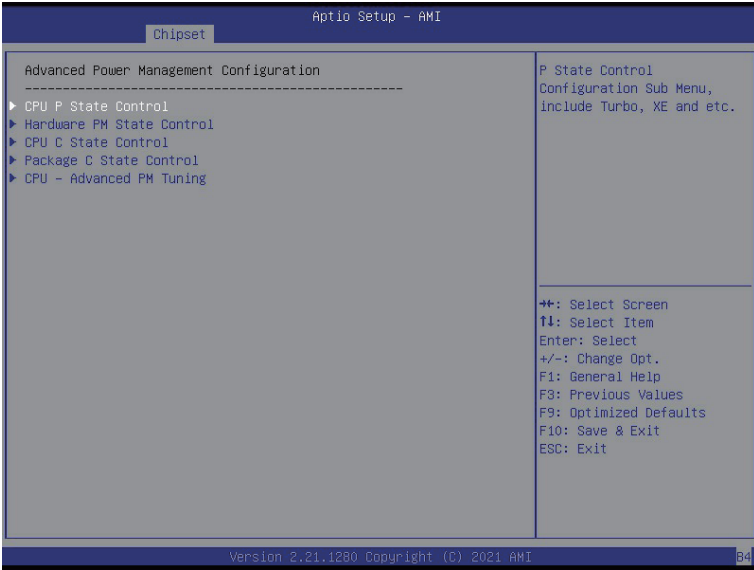 Aptio Setup – AMI
Chipset
Advanced Power Management Configuration
------------------------------------------------
CPU P State Control
Hardware PM State Control
CPU C State Control
Package C State Control
CPU – Advanced PM Tuning
P State Control
Configuration Sub Menu,
include Turbo, XE and etc.
→←: Select Screen
↑↓: Select Item
Enter: Select
+/-: Change Opt.
F1: General Help
F3: Previous Values
F9: Optimized Defaults
F10: Save & Exit
ESC: Exit
Version 2.21.1280 Copyright (C) 2021 AMI
B4